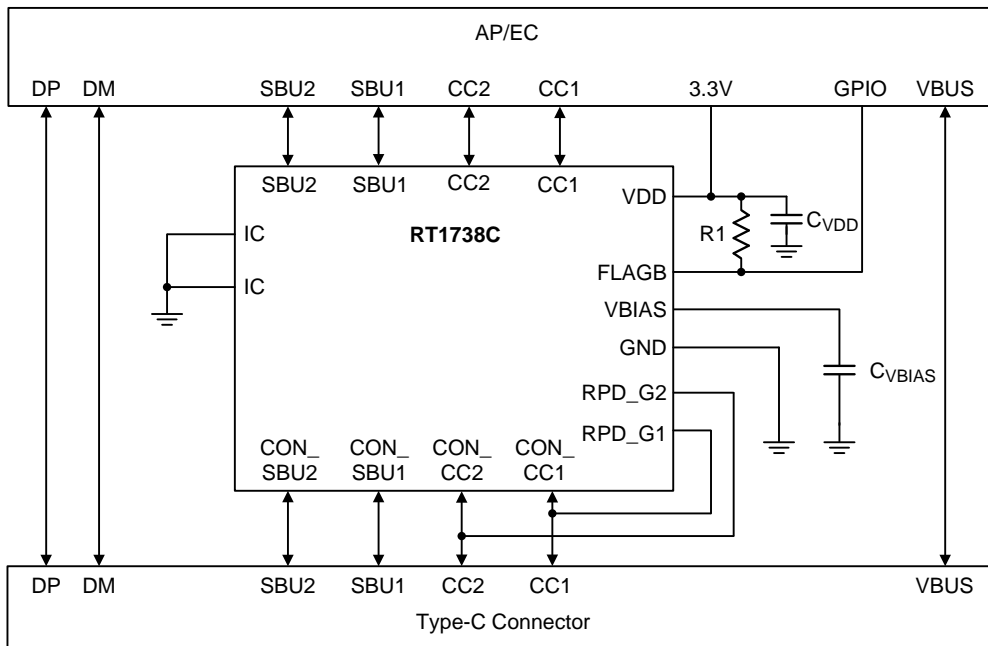 AP/EC
DP DM SBU2 SBU1 CC2 CC1 3.3V GPIO VBUS
SBU2 SBU1 CC2 CC1
VDD
RT1738C
R1
CVDD
IC
IC
FLAGB
VBIAS
GND
CVBIAS
RPD_G2
RPD_G1
CON_ CON_ CON_ CON_
SBU2 SBU1 CC2 CC1
DP DM SBU2 SBU1 CC2 CC1 VBUS
Type-C Connector